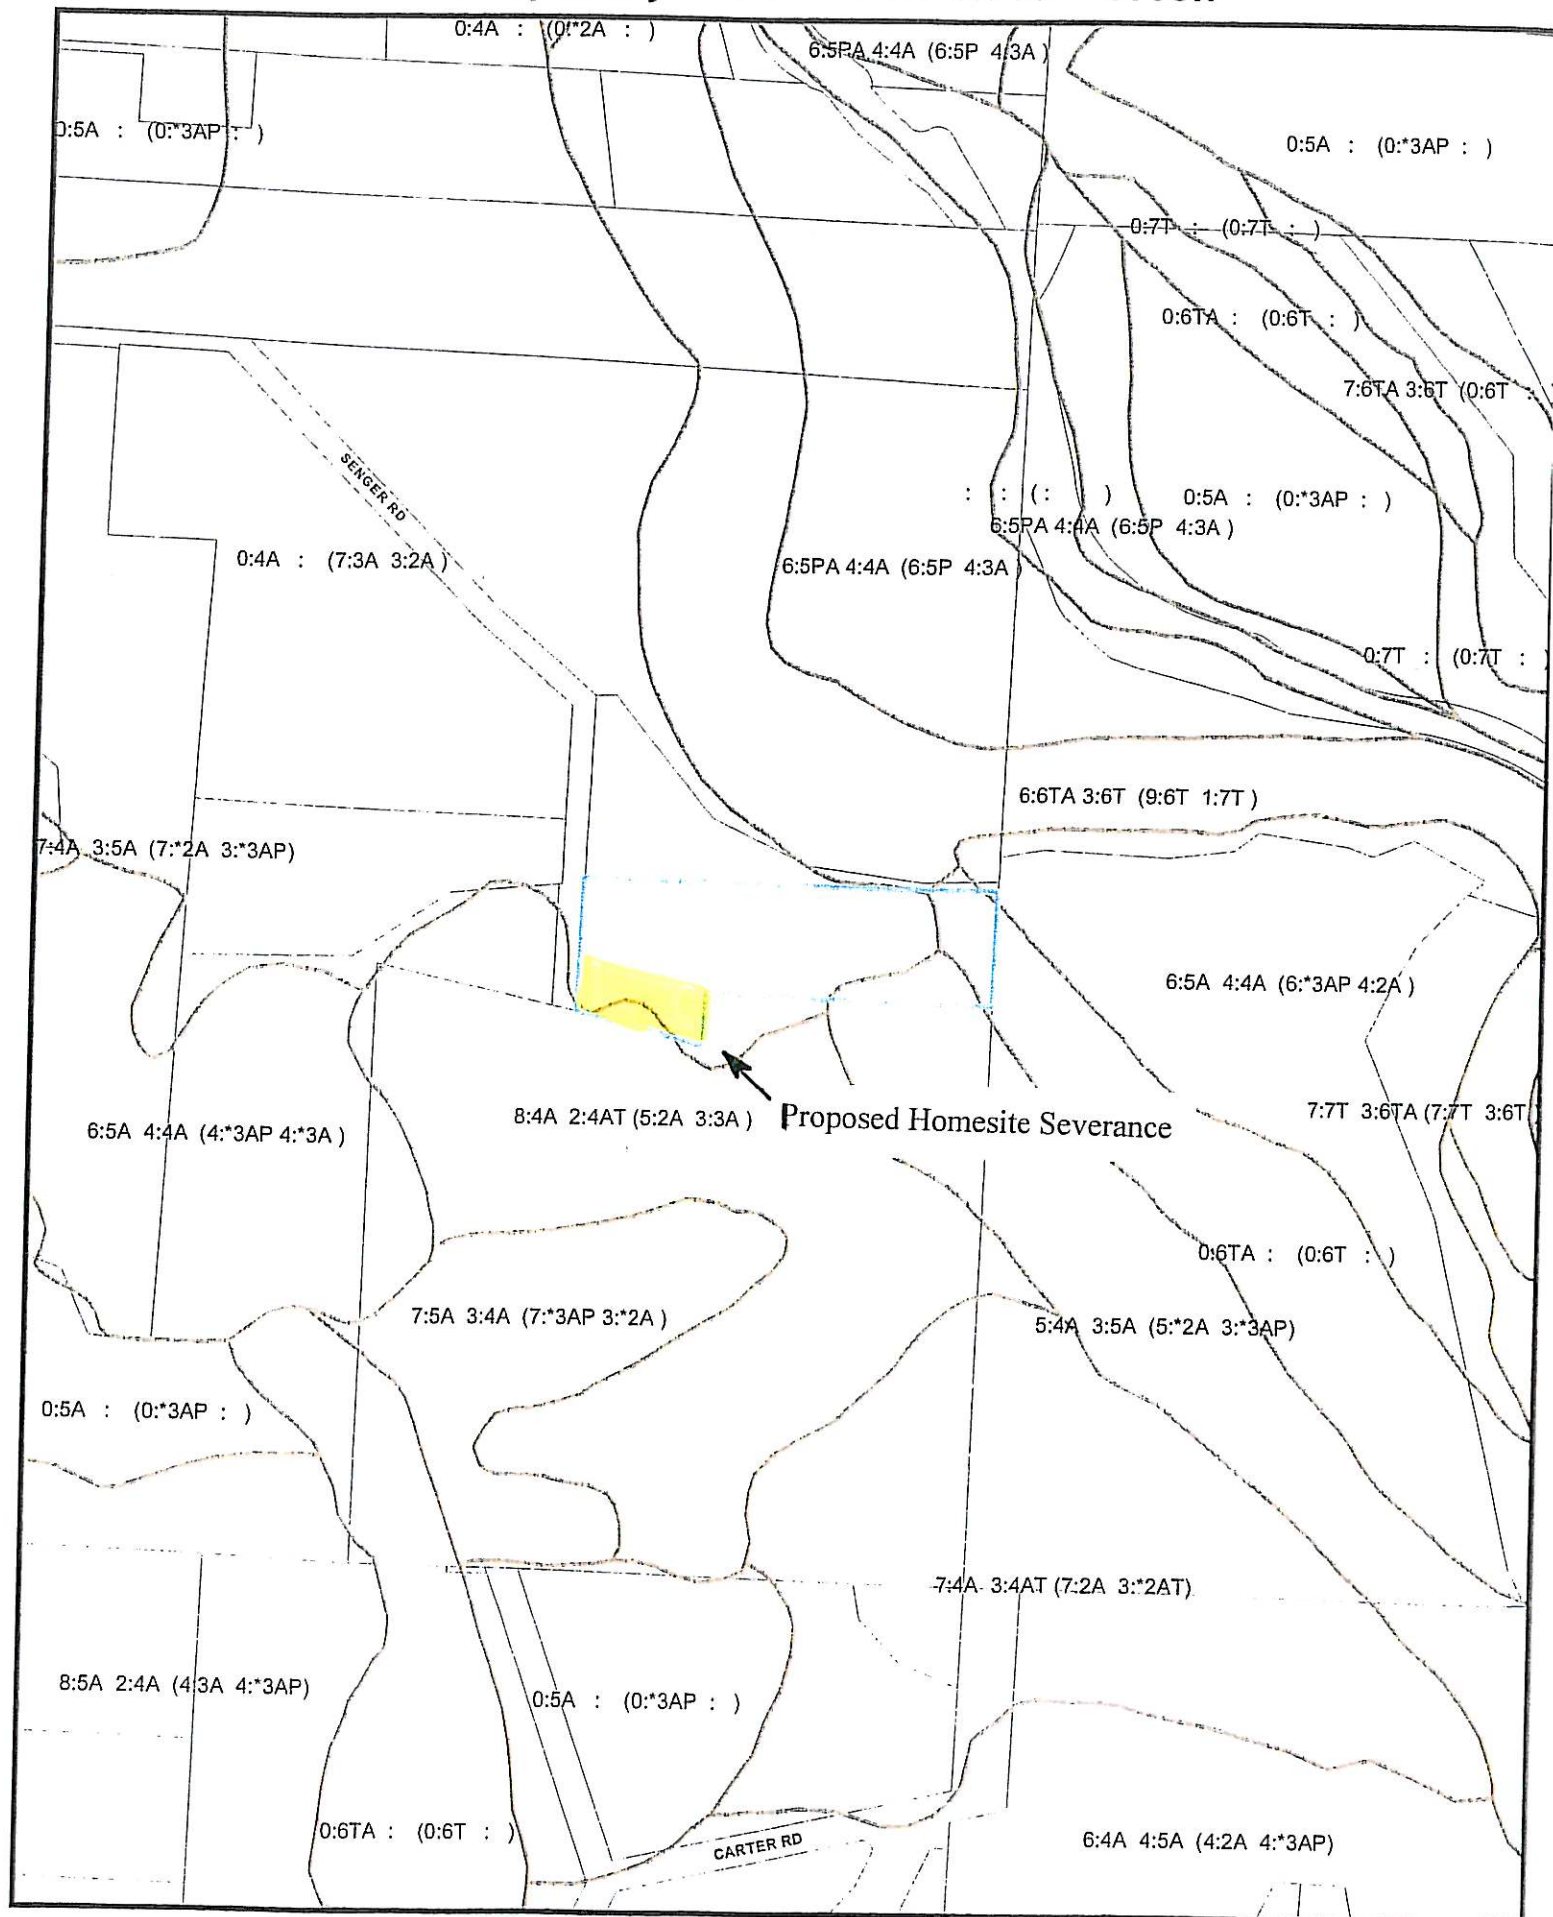 0:4A : (0:*2A : )
6:5PA 4:4A (6:5P 4:3A )
0:5A : (0:*3AP : )
0:5A : (0:*3AP : )
0:7T : (0:7T : )
0:6TA : (0:6T : )
7:6TA 3:6T (0:6T :
SENGER RD
: : (: )
0:5A : (0:*3AP : )
6:5PA 4:4A (6:5P 4:3A )
0:4A : (7:3A 3:2A )
6:5PA 4:4A (6:5P 4:3A )
0:7T : (0:7T : )
6:6TA 3:6T (9:6T 1:7T )
7:4A 3:5A (7:*2A 3:*3AP)
6:5A 4:4A (6:*3AP 4:2A )
6:5A 4:4A (4:*3AP 4:*3A )
8:4A 2:4AT (5:2A 3:3A )
Proposed Homesite Severance
7:7T 3:6TA (7:7T 3:6T)
0:6TA : (0:6T : )
7:5A 3:4A (7:*3AP 3:*2A )
5:4A 3:5A (5:*2A 3:*3AP)
0:5A : (0:*3AP : )
7:4A 3:4AT (7:2A 3:*2AT)
8:5A 2:4A (4:3A 4:*3AP)
0:5A : (0:*3AP : )
0:6TA : (0:6T : )
CARTER RD
6:4A 4:5A (4:2A 4:*3AP)